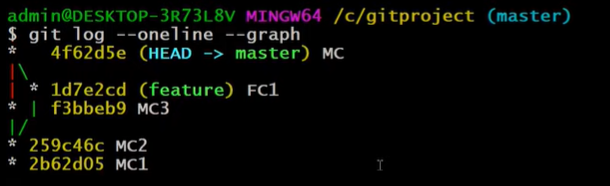 admin@DESKTOP-3R73L8V MINGW64 /c/gitproject (master)
$ git log --oneline --graph
*   4f62d5e (HEAD -> master) MC
|\
| * 1d7e2cd (feature) FC1
* | f3bbeb9 MC3
|/
* 259c46c MC2
* 2b62d05 MC1